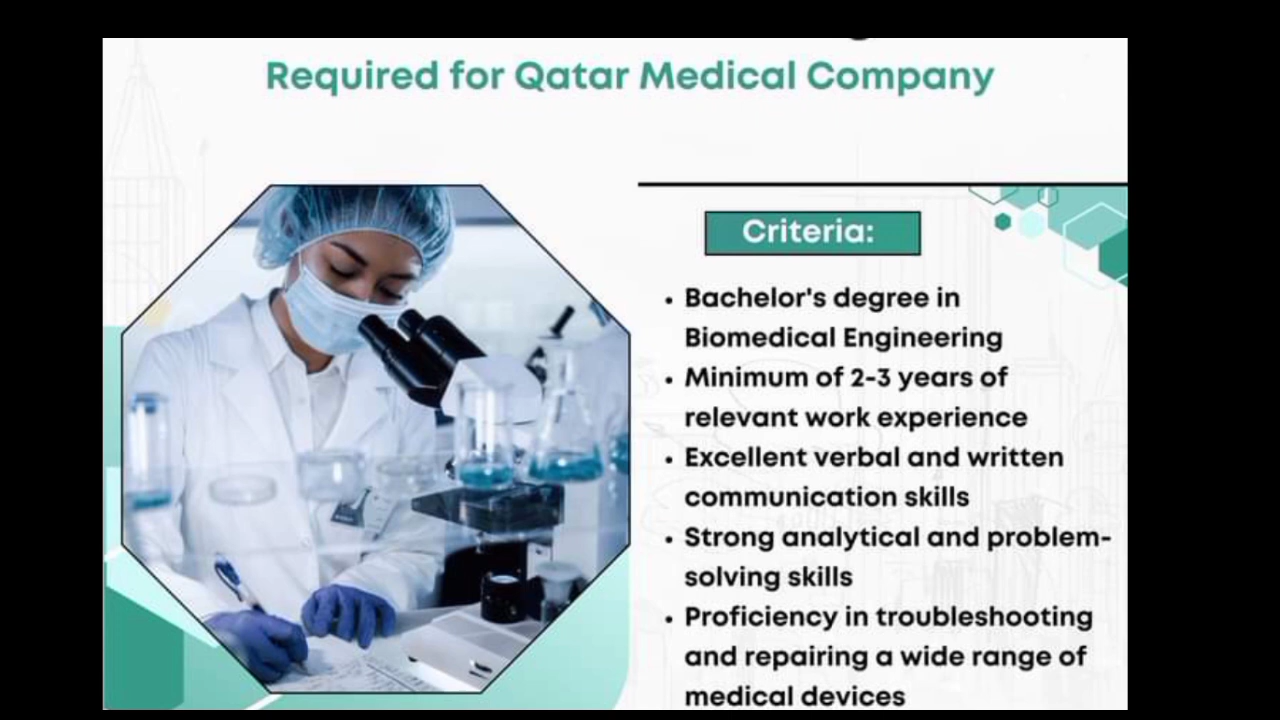 Required for Qatar Medical Company
Criteria:
• Bachelor's degree in
Biomedical Engineering
• Minimum of 2-3 years of
relevant work experience
• Excellent verbal and written
communication skills
• Strong analytical and problem-
solving skills
• Proficiency in troubleshooting
and repairing a wide range of
medical devices